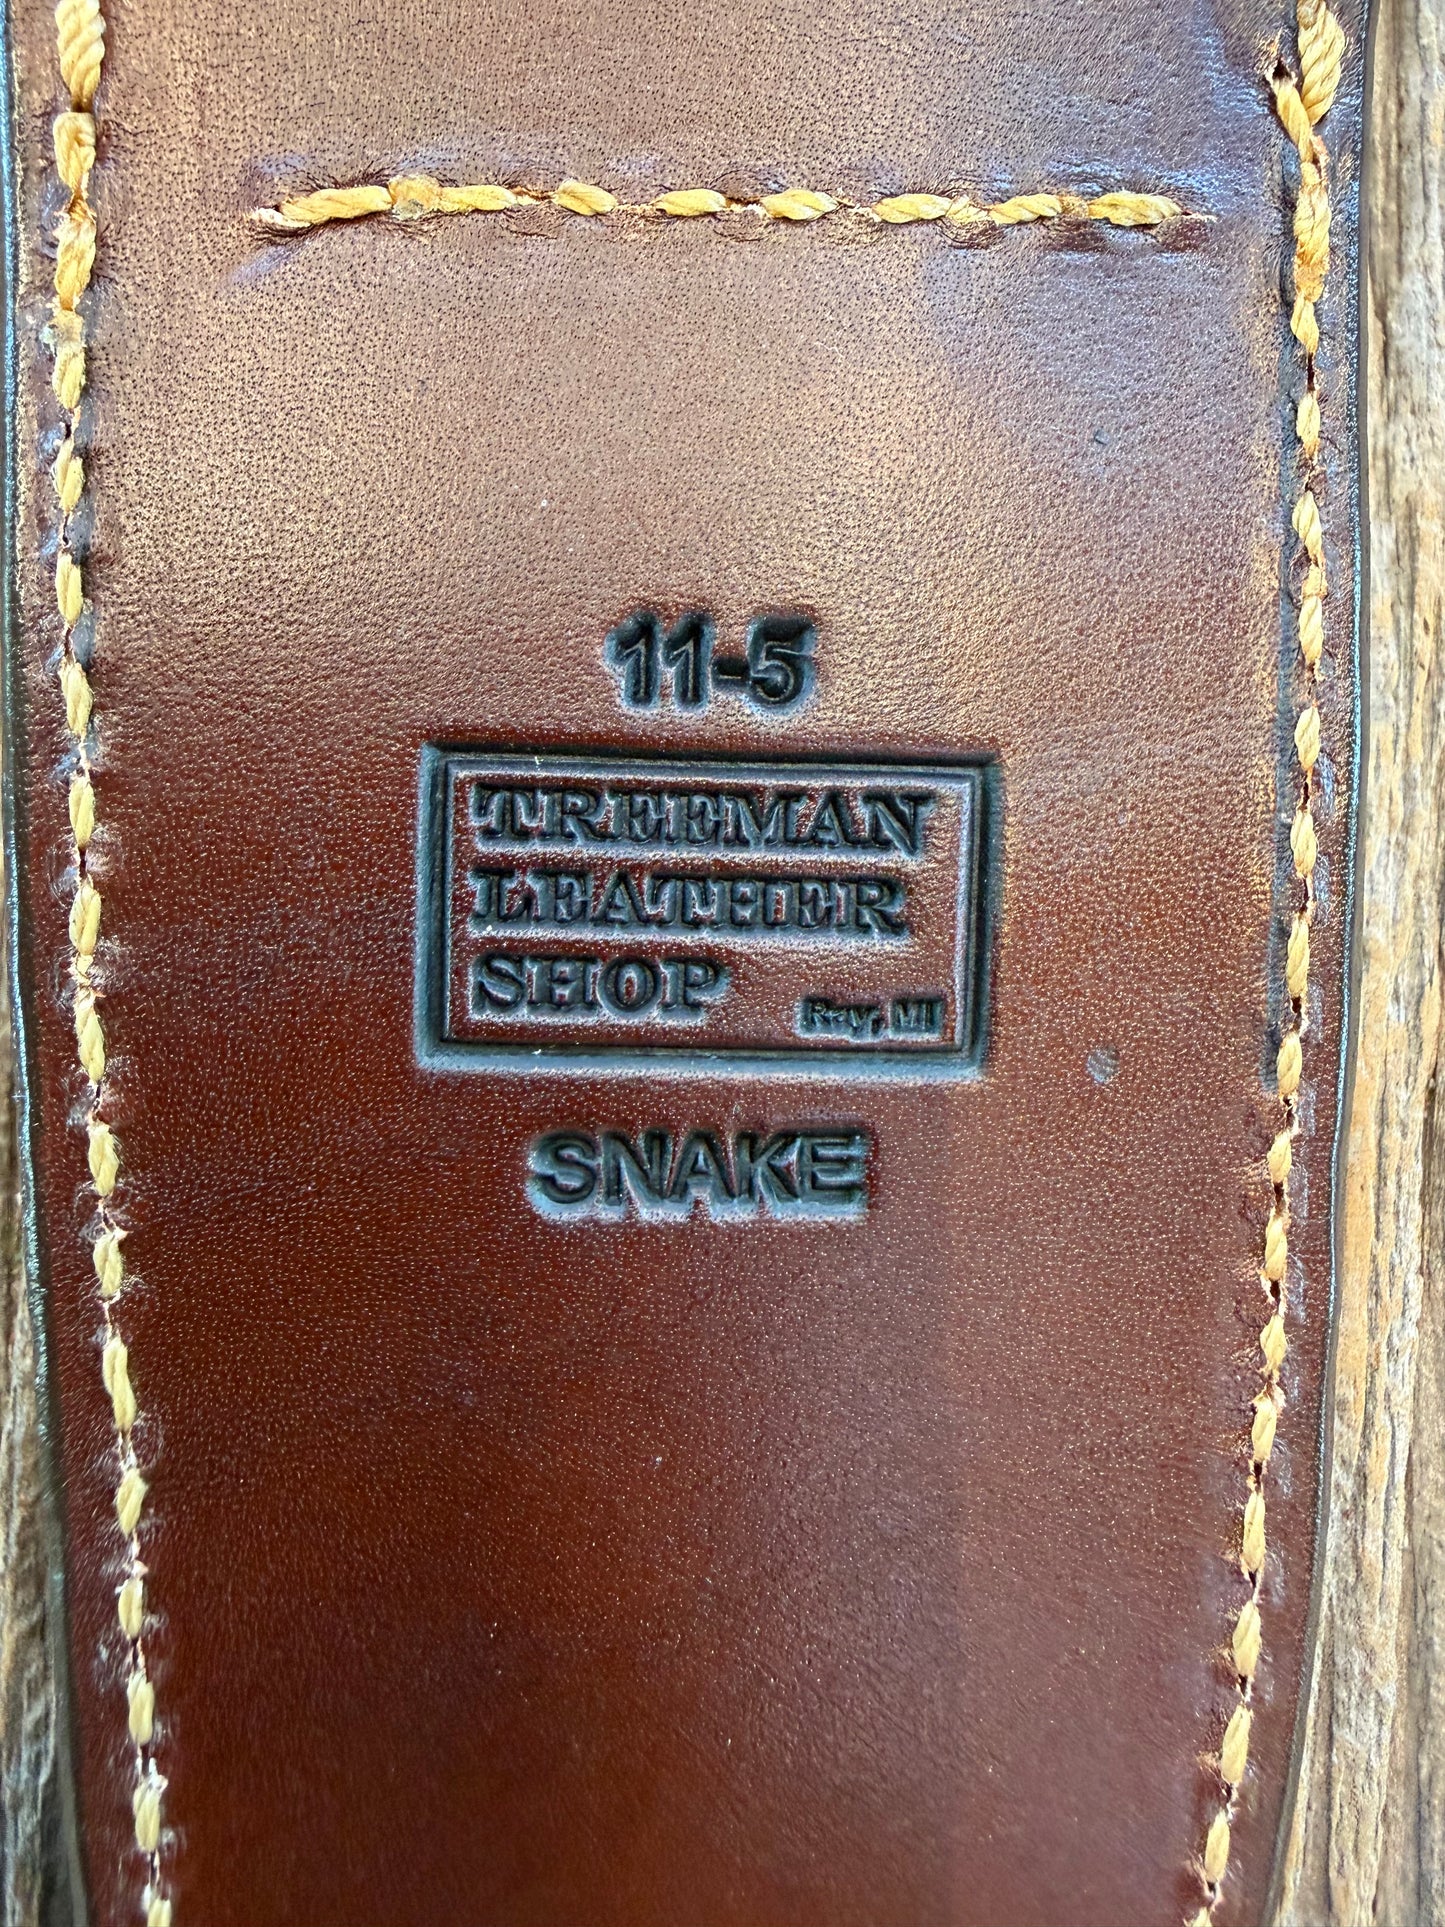 11-5
TREEMAN
LEATHER
SHOP Ray, MI
SNAKE